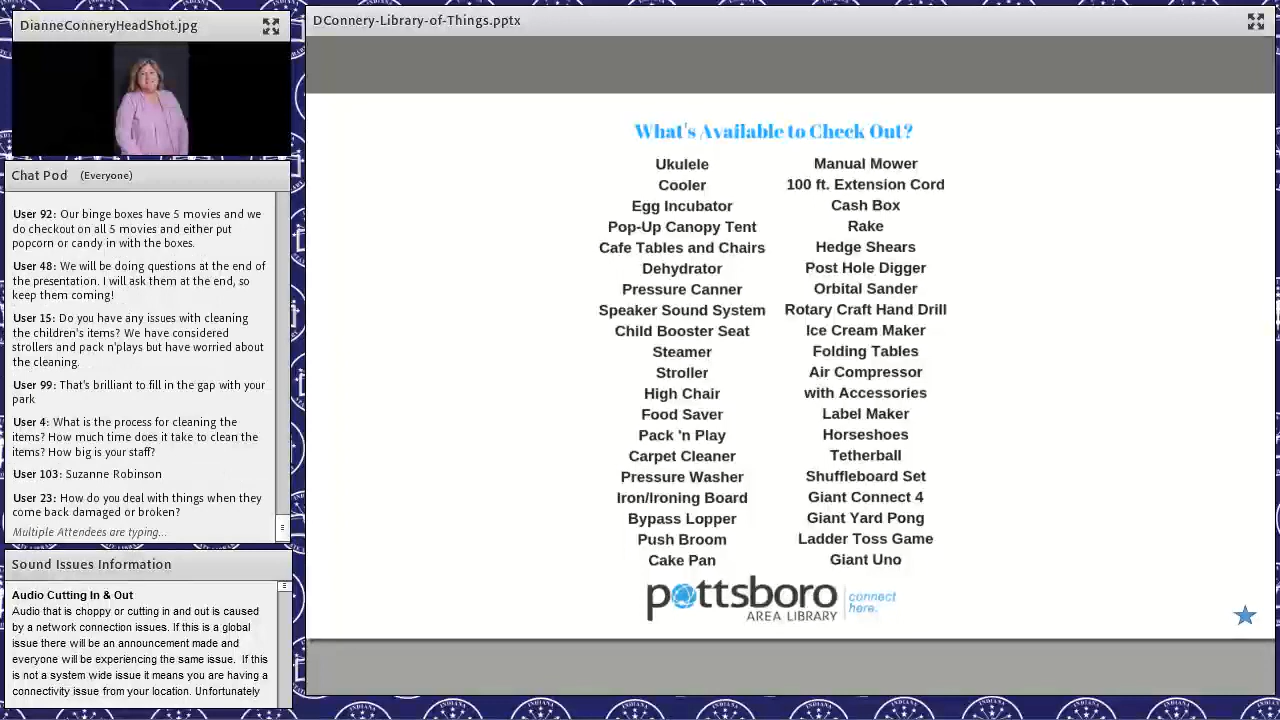 DianneConneryHeadShot.jpg
DConnery-Library-of-Things.pptx
Chat Pod (Everyone)
User 92: Our binge boxes have 5 movies and we
do checkout on all 5 movies and either put
popcorn or candy in with the boxes.
User 48: We will be doing questions at the end of
the presentation. I will ask them at the end, so
keep them coming!
User 15: Do you have any issues with cleaning
the children's items? We have considered
strollers and pack n'plays but have worried about
the cleaning.
User 99: That's brilliant to fill in the gap with your
park
User 4: What is the process for cleaning the
items? How much time does it take to clean the
items? How big is your staff?
User 103: Suzanne Robinson
User 23: How do you deal with things when they
come back damaged or broken?
Multiple Attendees are typing...
Sound Issues Information
Audio Cutting In & Out
Audio that is choppy or cutting in and out is caused
by a network connection issues. If this is a global
issue there will be an announcement made and
everyone will be experiencing the same issue. If this
is not a system wide issue it means you are having a
connectivity issue from your location. Unfortunately
What's Available to Check Out?
Ukulele
Cooler
Egg Incubator
Pop-Up Canopy Tent
Cafe Tables and Chairs
Dehydrator
Pressure Canner
Speaker Sound System
Child Booster Seat
Steamer
Stroller
High Chair
Food Saver
Pack 'n Play
Carpet Cleaner
Pressure Washer
Iron/Ironing Board
Bypass Lopper
Push Broom
Cake Pan
Manual Mower
100 ft. Extension Cord
Cash Box
Rake
Hedge Shears
Post Hole Digger
Orbital Sander
Rotary Craft Hand Drill
Ice Cream Maker
Folding Tables
Air Compressor
with Accessories
Label Maker
Horseshoes
Tetherball
Shuffleboard Set
Giant Connect 4
Giant Yard Pong
Ladder Toss Game
Giant Uno
pottsboro
AREA LIBRARY
connect
here.